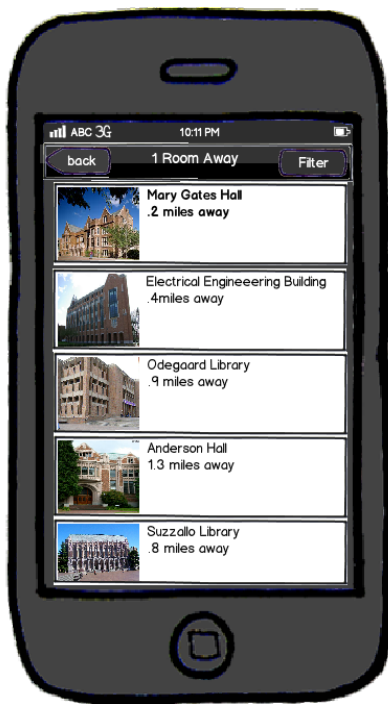 ABC 3G 10:11 PM
back 1 Room Away Filter
Mary Gates Hall
.2 miles away
Electrical Engineeering Building
.4miles away
Odegaard Library
.9 miles away
Anderson Hall
1.3 miles away
Suzzallo Library
.8 miles away